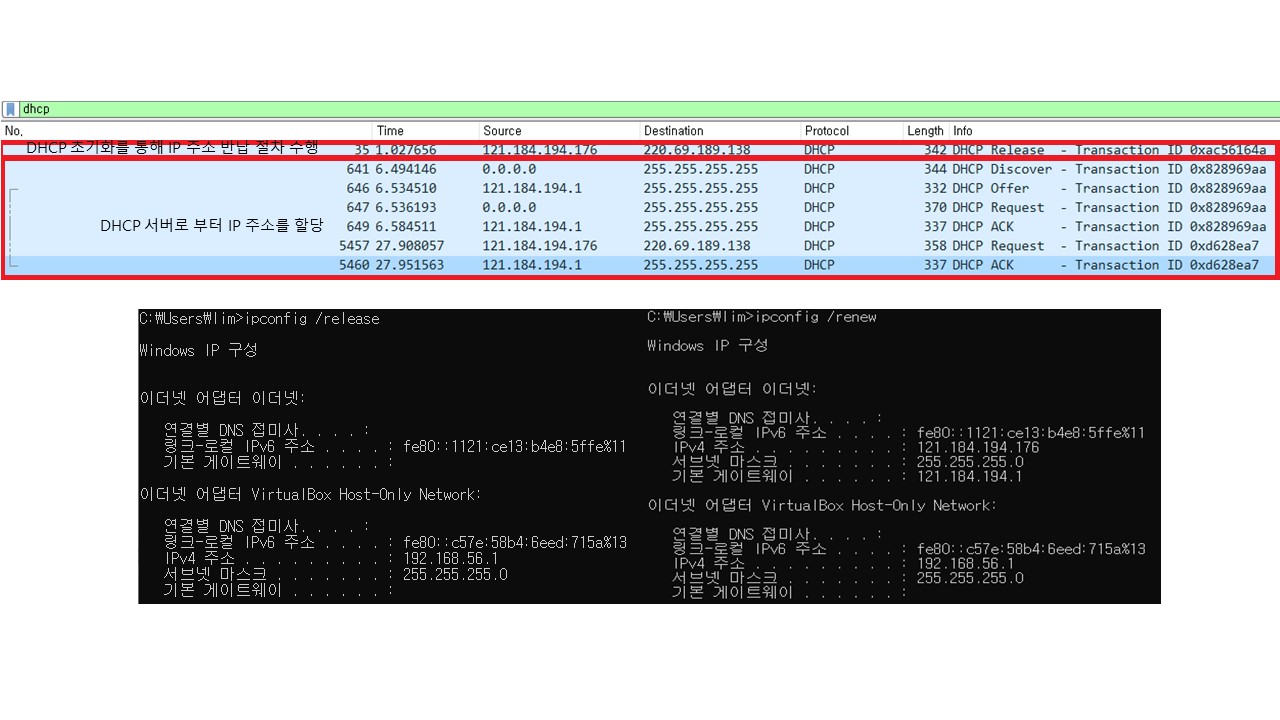 dhcp
No. Time Source Destination Protocol Length Info
DHCP 초기화를 통해 IP 주소 반납 절차 수행 35 1.027656 121.184.194.176 220.69.189.138 DHCP 342 DHCP Release - Transaction ID 0xac56164a
641 6.494146 0.0.0.0 255.255.255.255 DHCP 344 DHCP Discover - Transaction ID 0x828969aa
646 6.534510 121.184.194.1 255.255.255.255 DHCP 332 DHCP Offer - Transaction ID 0x828969aa
647 6.536193 0.0.0.0 255.255.255.255 DHCP 370 DHCP Request - Transaction ID 0x828969aa
DHCP 서버로 부터 IP 주소를 할당 649 6.584511 121.184.194.1 255.255.255.255 DHCP 337 DHCP ACK - Transaction ID 0x828969aa
5457 27.908057 121.184.194.176 220.69.189.138 DHCP 358 DHCP Request - Transaction ID 0xd628ea7
5460 27.951563 121.184.194.1 255.255.255.255 DHCP 337 DHCP ACK - Transaction ID 0xd628ea7
C:₩Users₩lim>ipconfig /release
Windows IP 구성
이더넷 어댑터 이더넷:
연결별 DNS 접미사. . . . :
링크-로컬 IPv6 주소 . . . . : fe80::1121:ce13:b4e8:5ffe%11
기본 게이트웨이 . . . . . . :
이더넷 어댑터 VirtualBox Host-Only Network:
연결별 DNS 접미사. . . . :
링크-로컬 IPv6 주소 . . . . : fe80::c57e:58b4:6eed:715a%13
IPv4 주소 . . . . . . . . . : 192.168.56.1
서브넷 마스크 . . . . . . . : 255.255.255.0
기본 게이트웨이 . . . . . . :
C:₩Users₩lim>ipconfig /renew
Windows IP 구성
이더넷 어댑터 이더넷:
연결별 DNS 접미사. . . . :
링크-로컬 IPv6 주소 . . . . : fe80::1121:ce13:b4e8:5ffe%11
IPv4 주소 . . . . . . . . . : 121.184.194.176
서브넷 마스크 . . . . . . . : 255.255.255.0
기본 게이트웨이 . . . . . . : 121.184.194.1
이더넷 어댑터 VirtualBox Host-Only Network:
연결별 DNS 접미사. . . . :
링크-로컬 IPv6 주소 . . . . : fe80::c57e:58b4:6eed:715a%13
IPv4 주소 . . . . . . . . . : 192.168.56.1
서브넷 마스크 . . . . . . . : 255.255.255.0
기본 게이트웨이 . . . . . . :